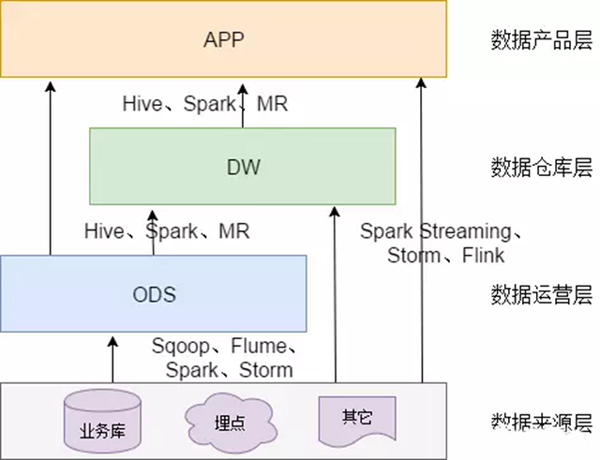 APP
数据产品层
Hive、Spark、MR
DW
数据仓库层
Hive、Spark、MR
Spark Streaming、
Storm、Flink
ODS
数据运营层
Sqoop、Flume、
Spark、Storm
业务库
埋点
其它
数据来源层